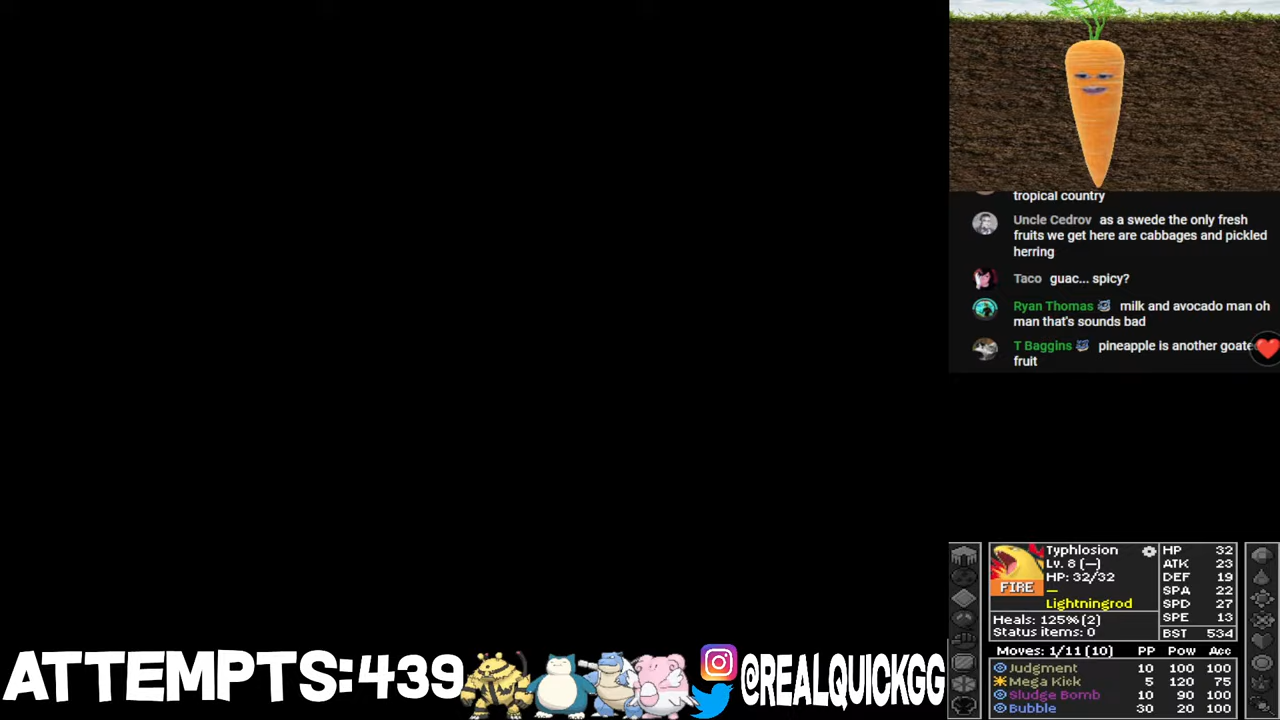 tropical country
Uncle Cedrov as a swede the only fresh
fruits we get here are cabbages and pickled
herring
Taco guac... spicy?
Ryan Thomas milk and avocado man oh
man that's sounds bad
T Baggins pineapple is another goate
fruit
Typhlosion
Lv. 8 (—)
HP: 32/32
—
Lightningrod
FIRE
Heals: 125% (2)
Status items: 0
HP 32
ATK 23
DEF 19
SPA 22
SPD 27
SPE 13
BST 534
Moves: 1/11 (10) PP Pow Acc
Judgment 10 100 100
Mega Kick 5 120 75
Sludge Bomb 10 90 100
Bubble 30 20 100
ATTEMPTS:439
@REALQUICKGG